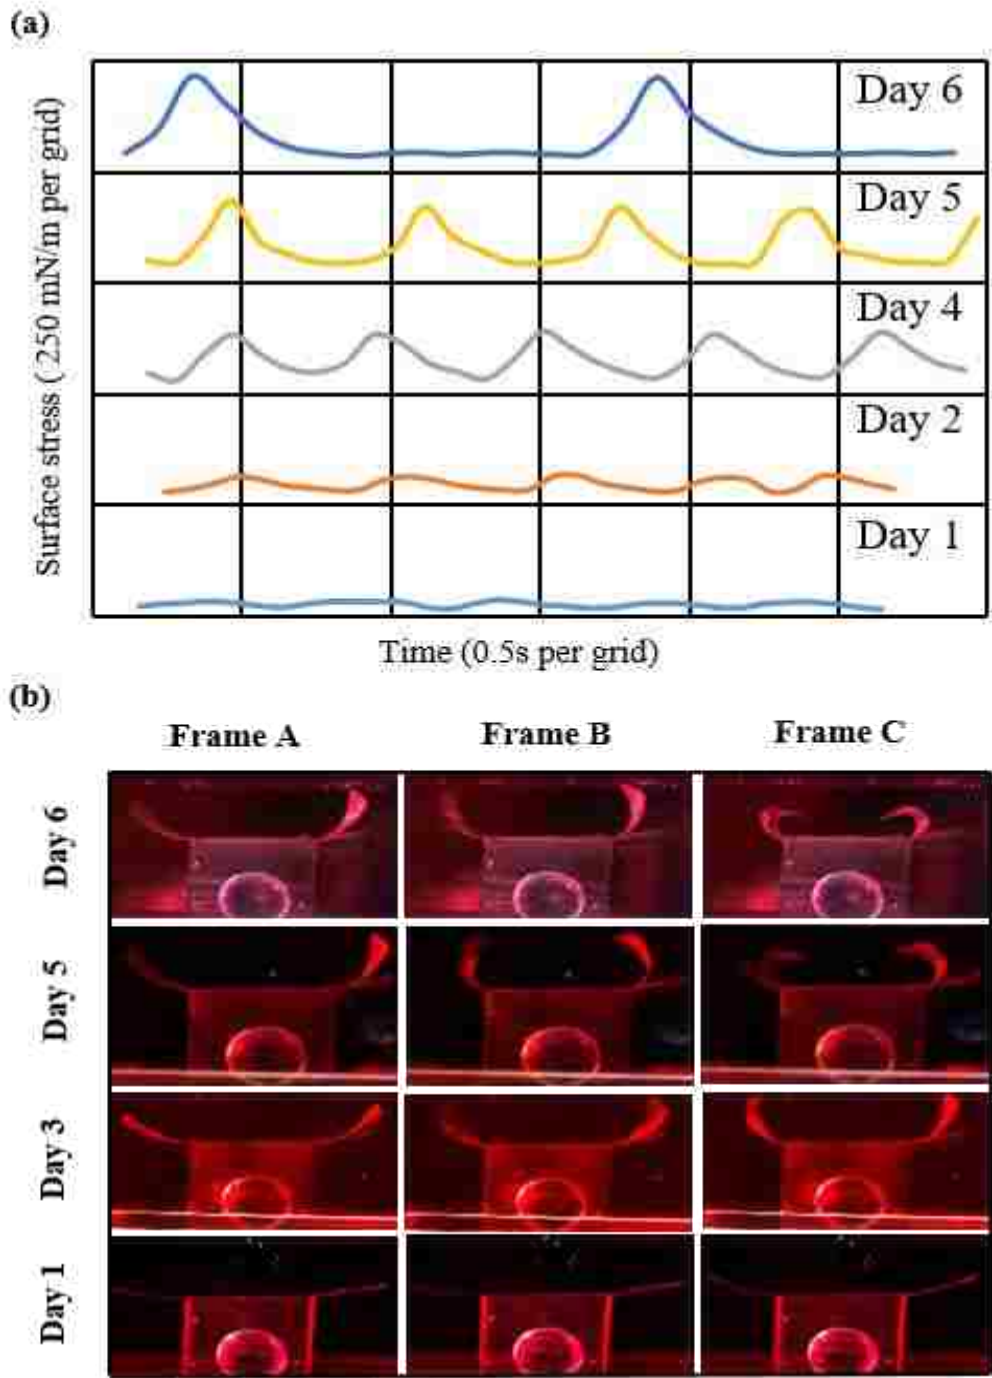 (a)
Surface stress (250 mN/m per grid)
Day 6
Day 5
Day 4
Day 2
Day 1
Time (0.5s per grid)
(b)
Frame A
Frame B
Frame C
Day 6
Day 5
Day 3
Day 1